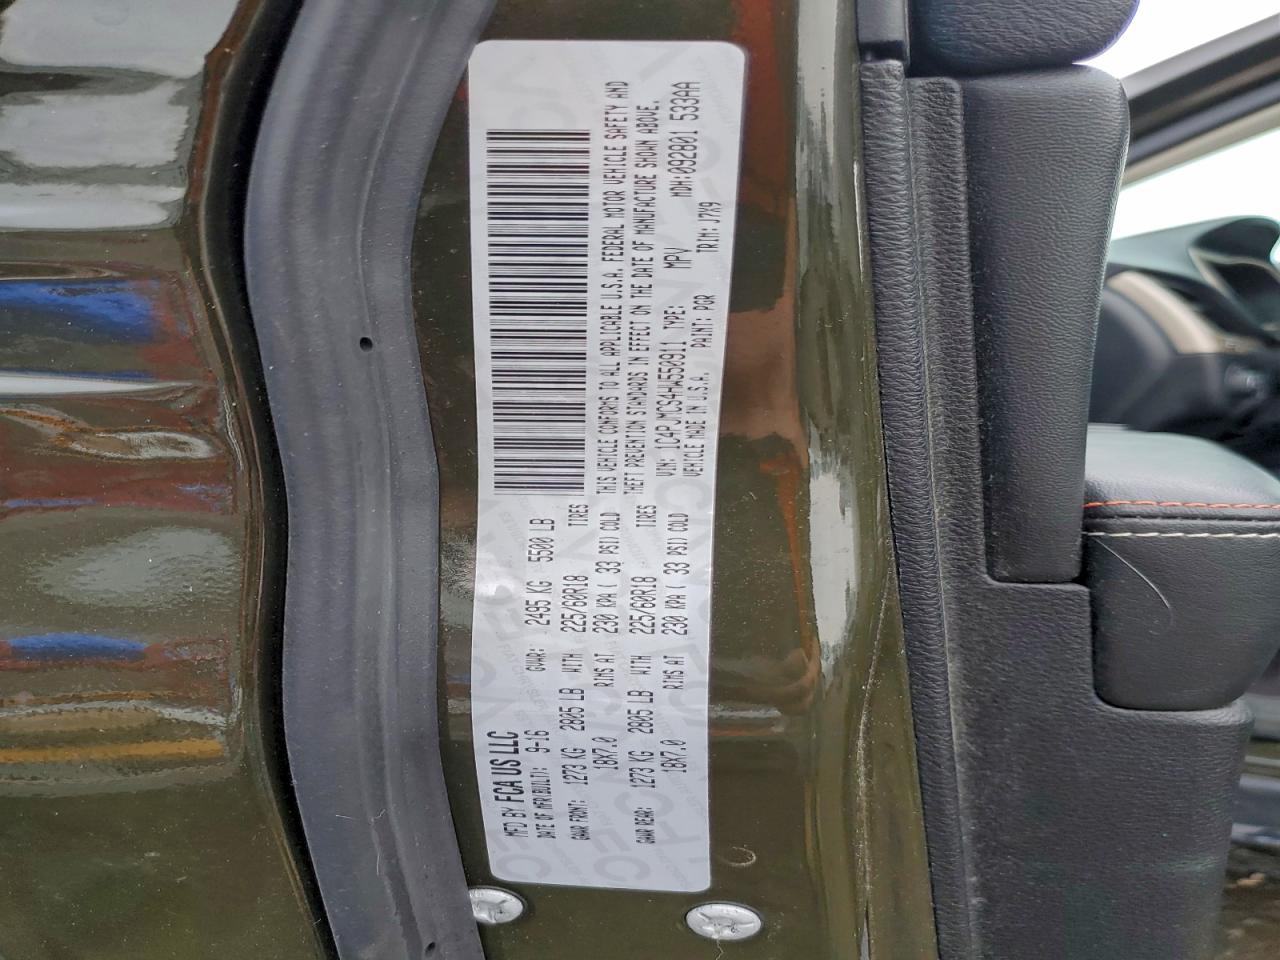 MFD BY FCA US LLC
DATE OF MFR(BUILT): 9-16 GVWR: 2495 KG 5500 LB
GAWR FRONT: 1273 KG 2805 LB WITH 225/60R18 TIRES
18X7.0 RIMS AT 230 KPA ( 33 PSI) COLD
GAWR REAR: 1273 KG 2805 LB WITH 225/60R18 TIRES
18X7.0 RIMS AT 230 KPA ( 33 PSI) COLD
THIS VEHICLE CONFORMS TO ALL APPLICABLE U.S.A. FEDERAL MOTOR VEHICLE SAFETY AND
THEFT PREVENTION STANDARDS IN EFFECT ON THE DATE OF MANUFACTURE SHOWN ABOVE.
VIN: 1C4PJMCS4HW550911 TYPE: MPV MDH:092801 533AA
VEHICLE MADE IN U.S.A. PAINT: PGR TRIM: J7X9